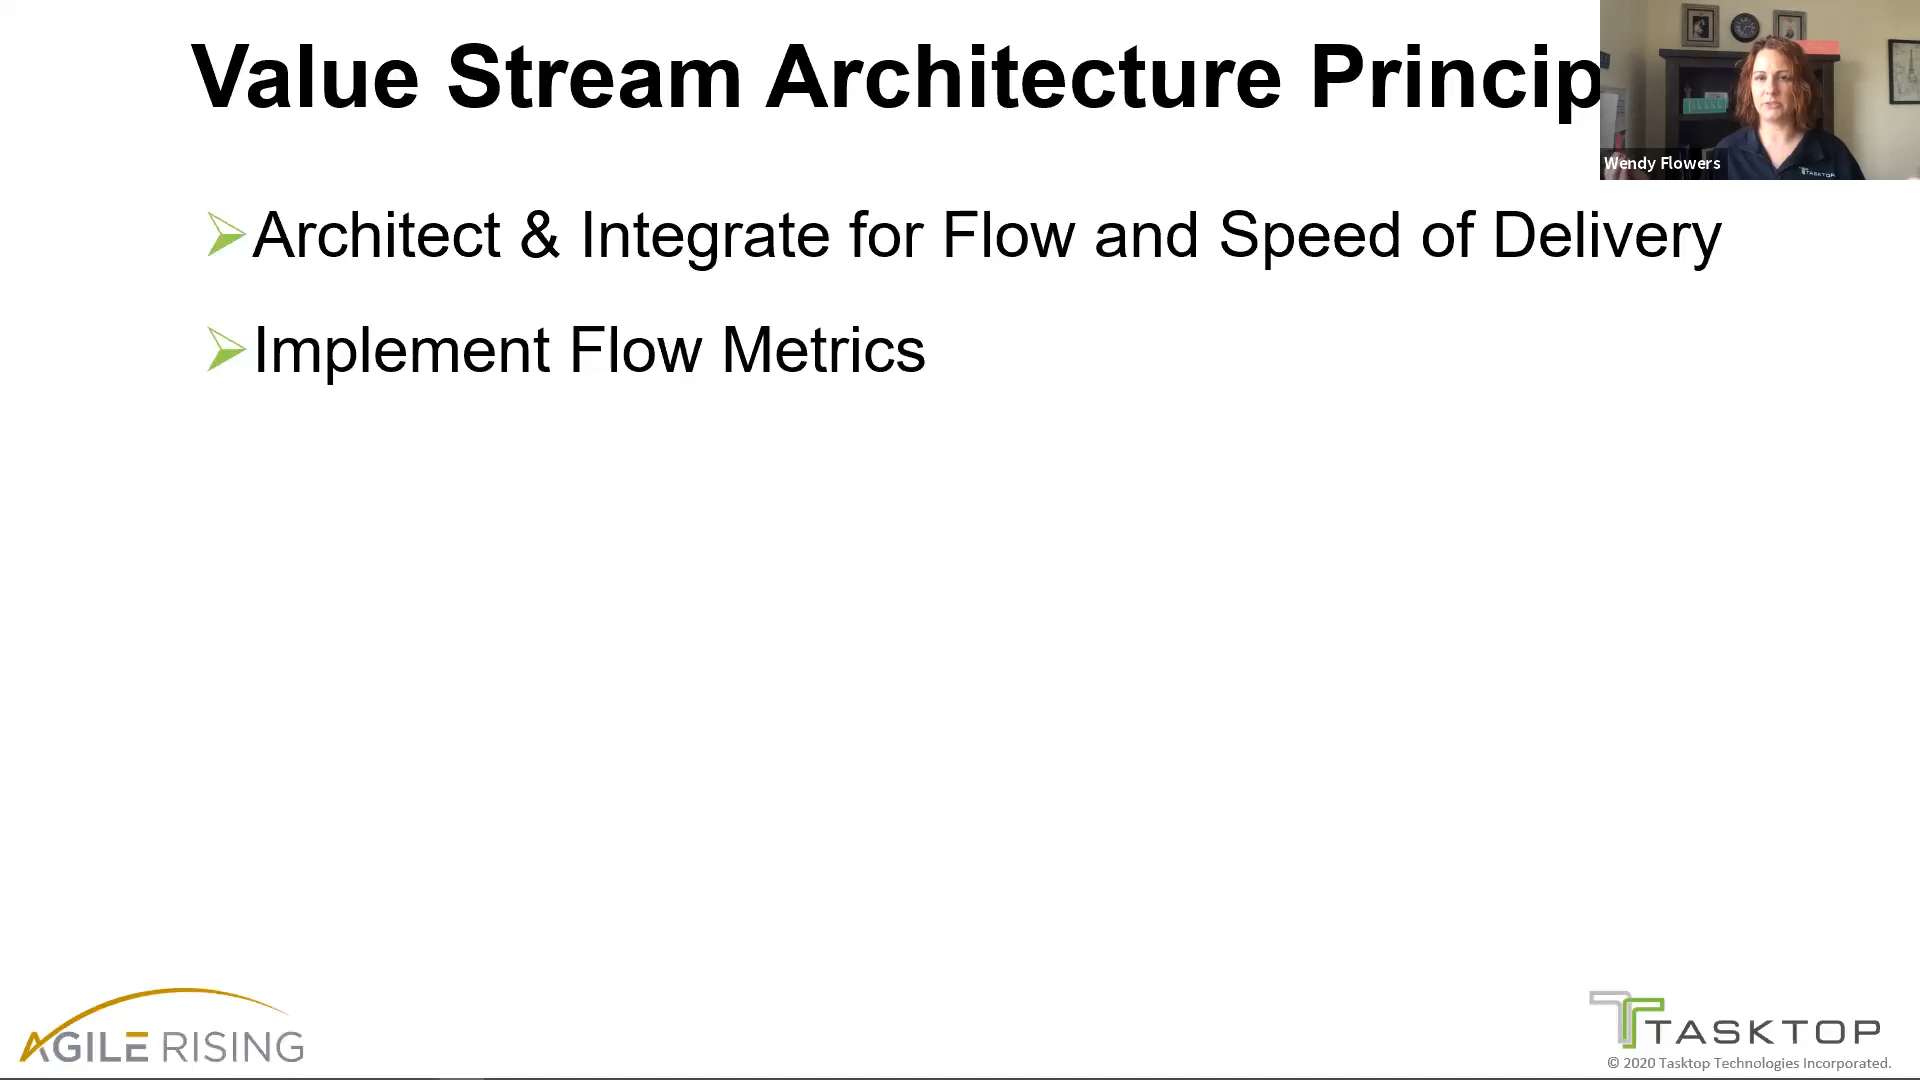 Value Stream Architecture Princip
Wendy Flowers
TASKTOP
Architect & Integrate for Flow and Speed of Delivery
Implement Flow Metrics
AGILE RISING
TASKTOP
© 2020 Tasktop Technologies Incorporated.